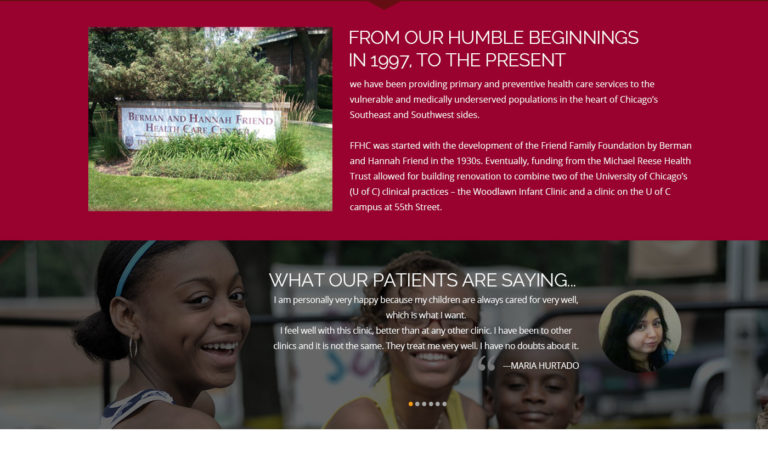 FROM OUR HUMBLE BEGINNINGS
IN 1997, TO THE PRESENT
we have been providing primary and preventive health care services to the
vulnerable and medically underserved populations in the heart of Chicago's
Southeast and Southwest sides.
FFHC was started with the development of the Friend Family Foundation by Berman
and Hannah Friend in the 1930s. Eventually, funding from the Michael Reese Health
Trust allowed for building renovation to combine two of the University of Chicago's
(U of C) clinical practices – the Woodlawn Infant Clinic and a clinic on the U of C
campus at 55th Street.
BERMAN AND HANNAH FRIEND
HEALTH CARE CENTER
WHAT OUR PATIENTS ARE SAYING...
I am personally very happy because my children are always cared for very well,
which is what I want.
I feel well with this clinic, better than at any other clinic. I have been to other
clinics and it is not the same. They treat me very well. I have no doubts about it.
“
—MARIA HURTADO